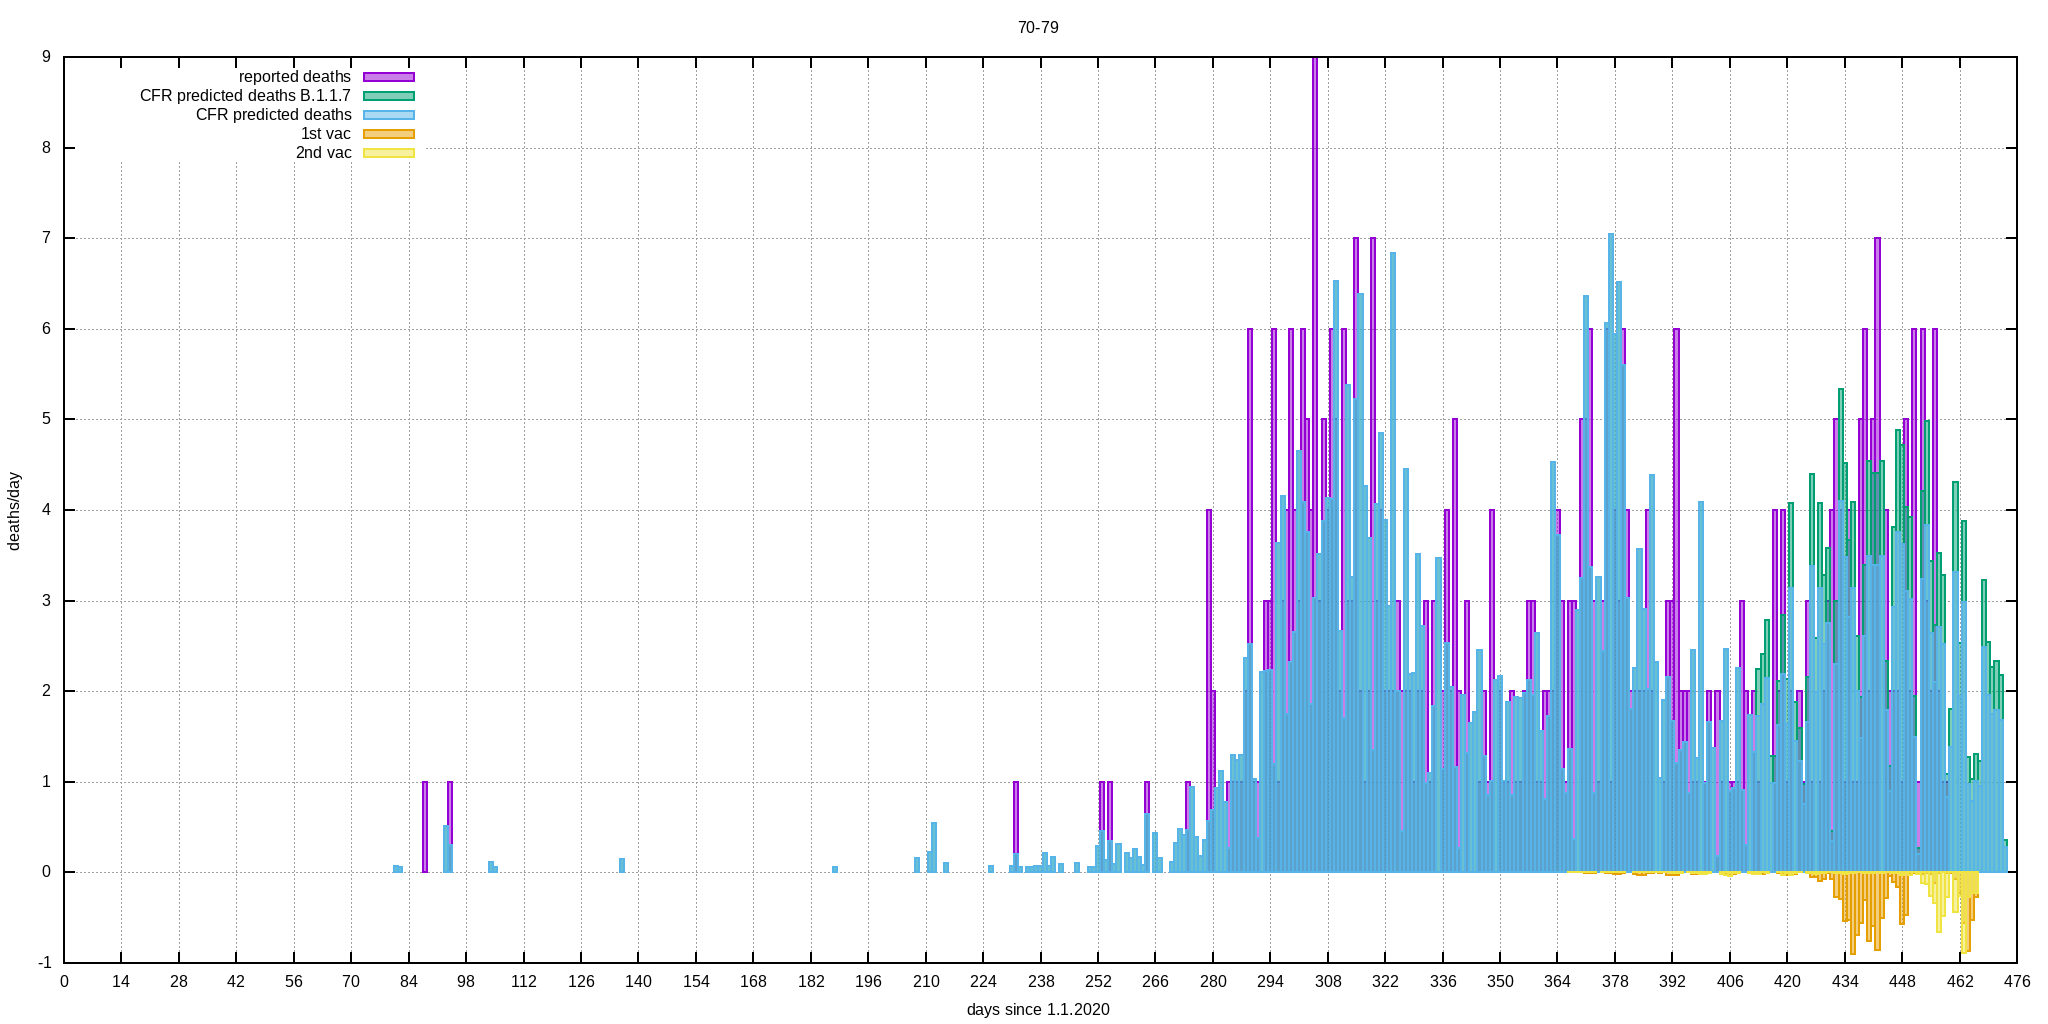 70-79
reported deaths
CFR predicted deaths B.1.1.7
CFR predicted deaths
1st vac
2nd vac
deaths/day
9
8
7
6
5
4
3
2
1
0
-1
0 14 28 42 56 70 84 98 112 126 140 154 168 182 196 210 224 238 252 266 280 294 308 322 336 350 364 378 392 406 420 434 448 462 476
days since 1.1.2020